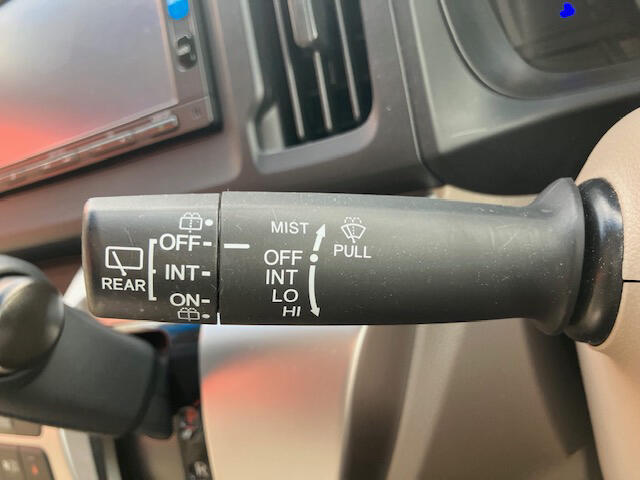 REAR
OFF
INT
ON
MIST
OFF
INT
LO
HI
PULL